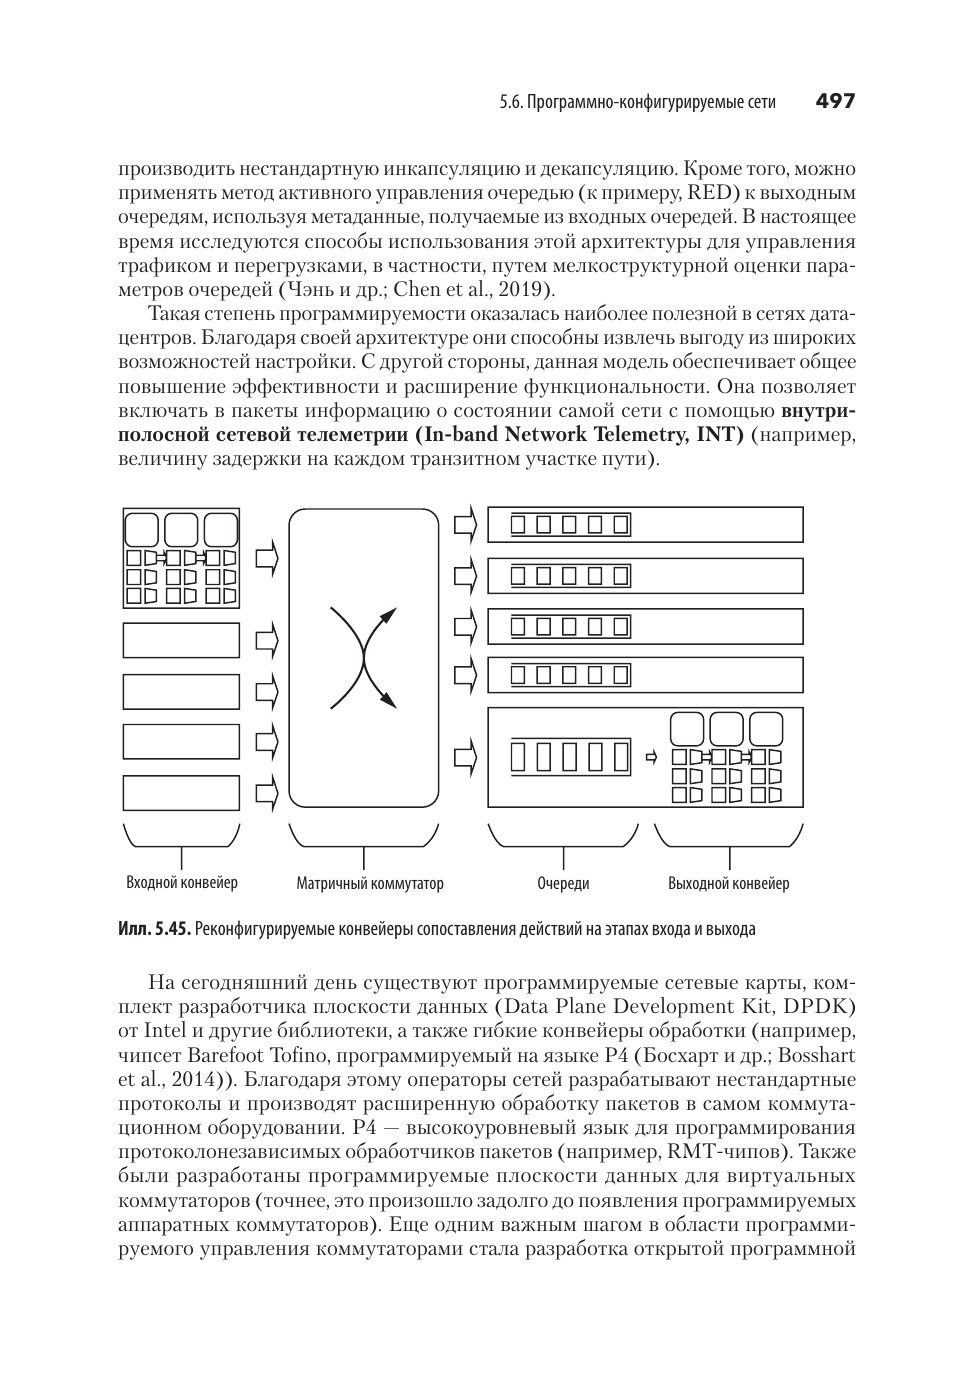 5.6. Программно-конфигурируемые сети 497
производить нестандартную инкапсуляцию и декапсуляцию. Кроме того, можно
применять метод активного управления очередью (к примеру, RED) к выходным
очередям, используя метаданные, получаемые из входных очередей. В настоящее
время исследуются способы использования этой архитектуры для управления
трафиком и перегрузками, в частности, путем мелкоструктурной оценки пара-
метров очередей (Чэнь и др.; Chen et al., 2019).
Такая степень программируемости оказалась наиболее полезной в сетях дата-
центров. Благодаря своей архитектуре они способны извлечь выгоду из широких
возможностей настройки. С другой стороны, данная модель обеспечивает общее
повышение эффективности и расширение функциональности. Она позволяет
включать в пакеты информацию о состоянии самой сети с помощью внутри-
полосной сетевой телеметрии (In-band Network Telemetry, INT) (например,
величину задержки на каждом транзитном участке пути).
Входной конвейер
Матричный коммутатор
Очереди
Выходной конвейер
Илл. 5.45. Реконфигурируемые конвейеры сопоставления действий на этапах входа и выхода
На сегодняшний день существуют программируемые сетевые карты, ком-
плект разработчика плоскости данных (Data Plane Development Kit, DPDK)
от Intel и другие библиотеки, а также гибкие конвейеры обработки (например,
чипсет Barefoot Tofino, программируемый на языке P4 (Босхарт и др.; Bosshart
et al., 2014)). Благодаря этому операторы сетей разрабатывают нестандартные
протоколы и производят расширенную обработку пакетов в самом коммута-
ционном оборудовании. P4 — высокоуровневый язык для программирования
протоколонезависимых обработчиков пакетов (например, RMT-чипов). Также
были разработаны программируемые плоскости данных для виртуальных
коммутаторов (точнее, это произошло задолго до появления программируемых
аппаратных коммутаторов). Еще одним важным шагом в области программи-
руемого управления коммутаторами стала разработка открытой программной